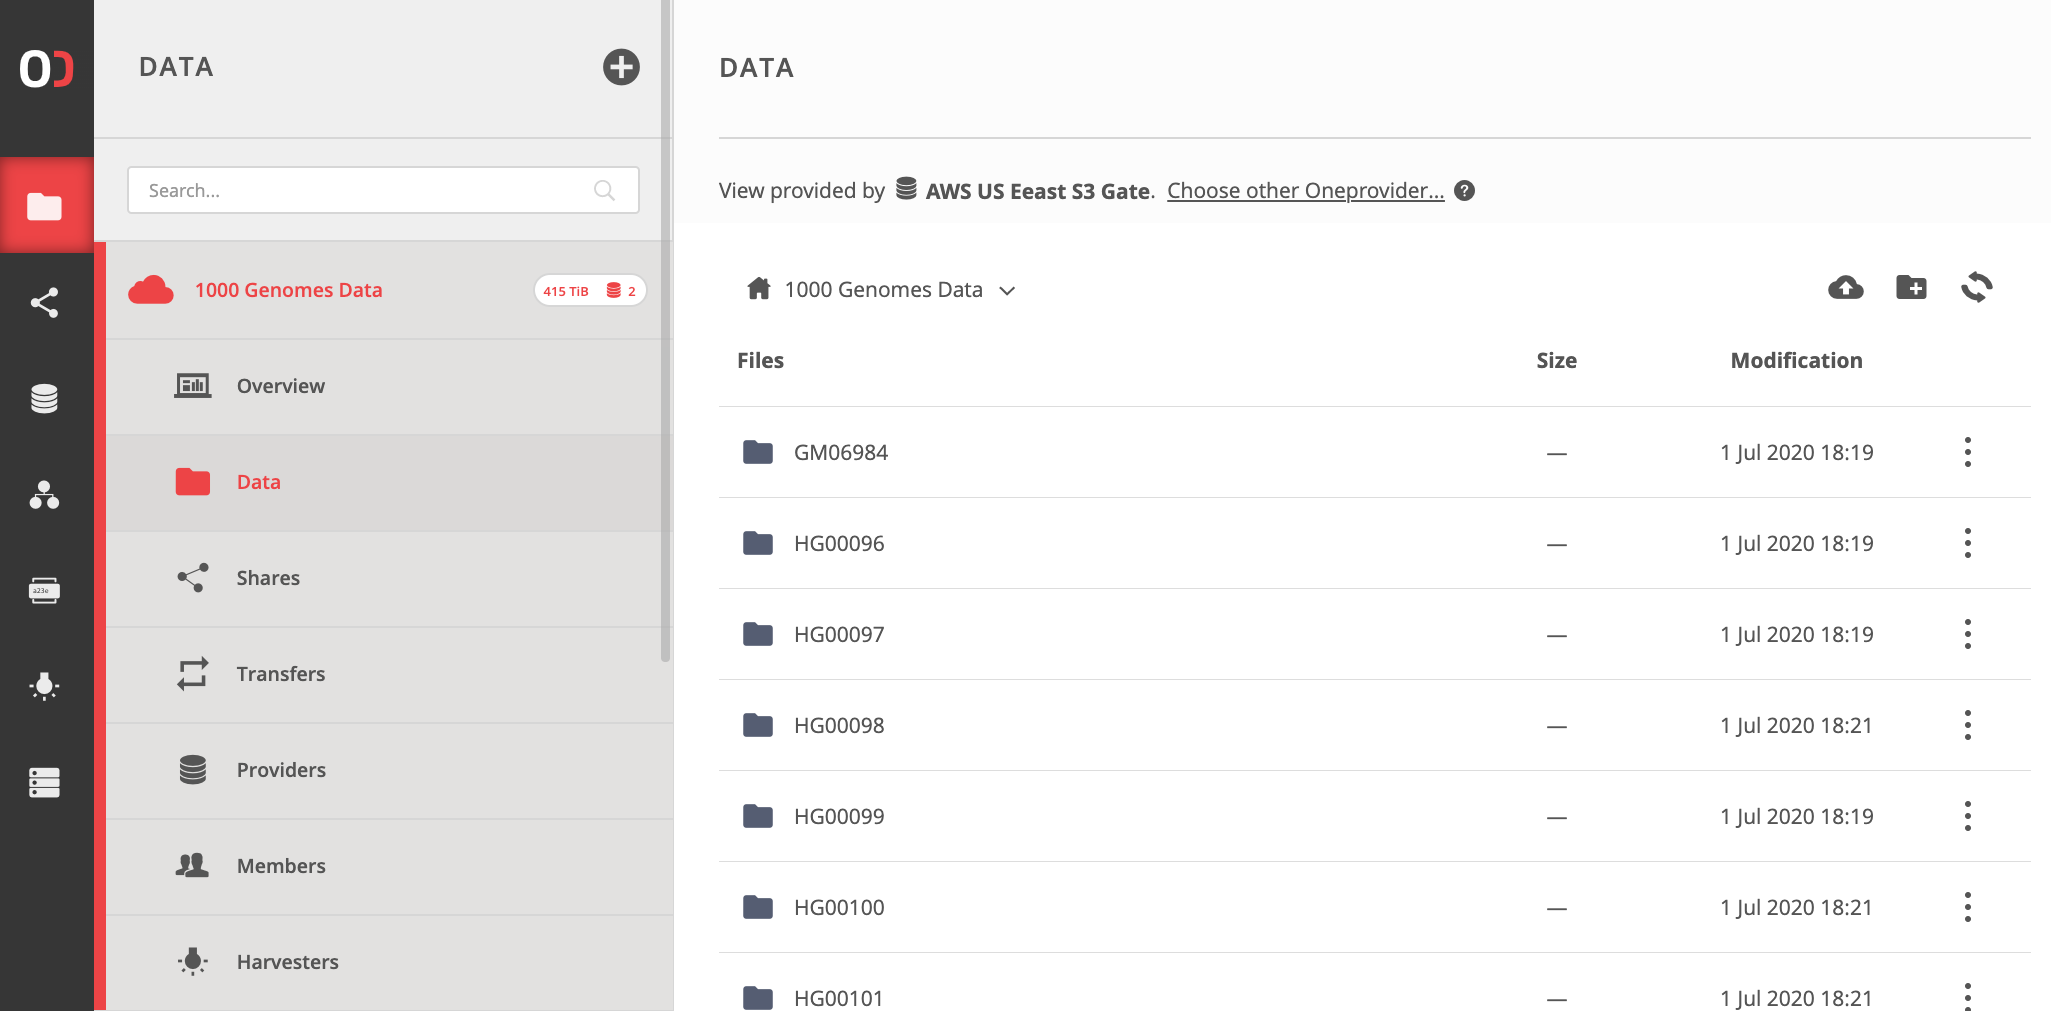 DATA
Search...
1000 Genomes Data 415 TiB 2
Overview
Data
Shares
Transfers
Providers
Members
Harvesters
a23e
DATA
View provided by AWS US Eeast S3 Gate. Choose other Oneprovider... ?
1000 Genomes Data
Files Size Modification
GM06984 — 1 Jul 2020 18:19
HG00096 — 1 Jul 2020 18:19
HG00097 — 1 Jul 2020 18:19
HG00098 — 1 Jul 2020 18:21
HG00099 — 1 Jul 2020 18:19
HG00100 — 1 Jul 2020 18:21
HG00101 — 1 Jul 2020 18:21